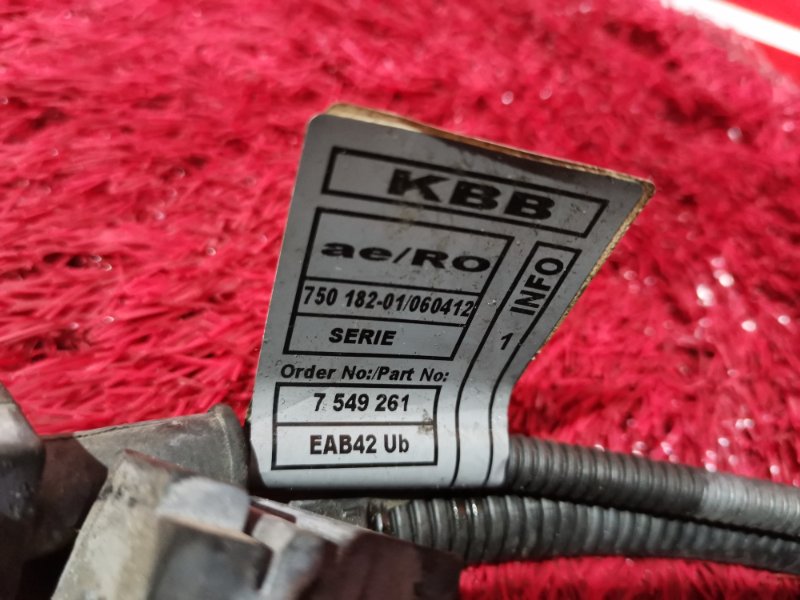 KBB
ae/RO
750 182-01/060412
SERIE
1 INFO
Order No:/Part No:
7 549 261
EAB42 Ub